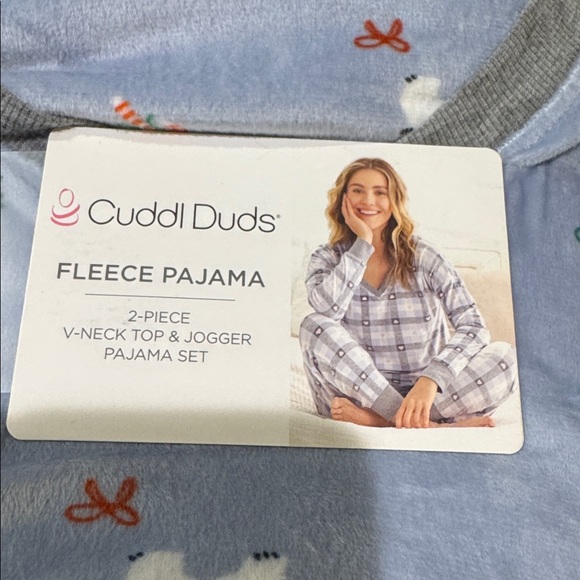 Cuddl Duds®
FLEECE PAJAMA
2-PIECE
V-NECK TOP & JOGGER
PAJAMA SET